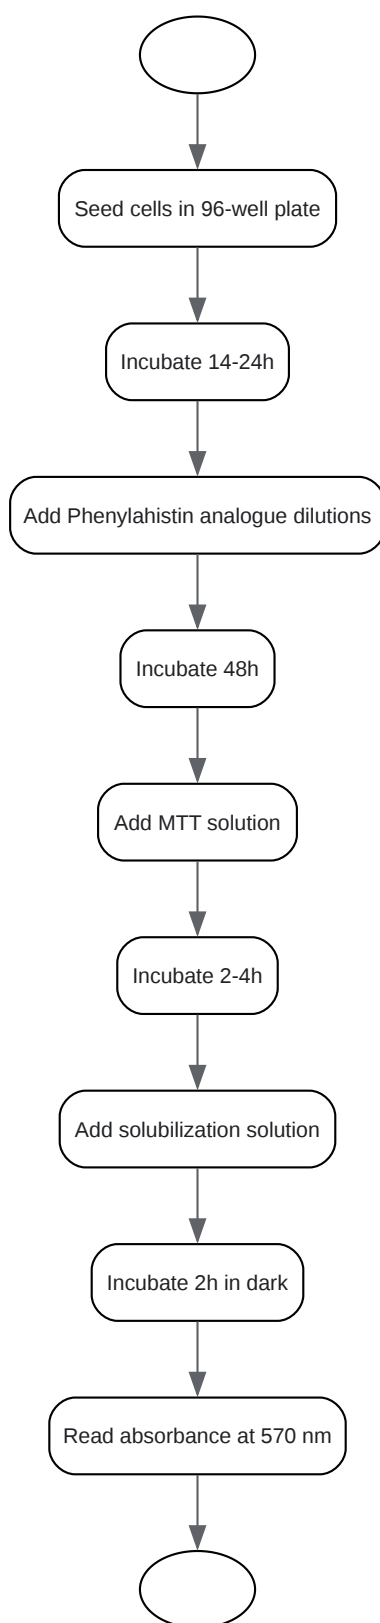 Seed cells in 96-well plate
Incubate 14-24h
Add Phenylahistin analogue dilutions
Incubate 48h
Add MTT solution
Incubate 2-4h
Add solubilization solution
Incubate 2h in dark
Read absorbance at 570 nm